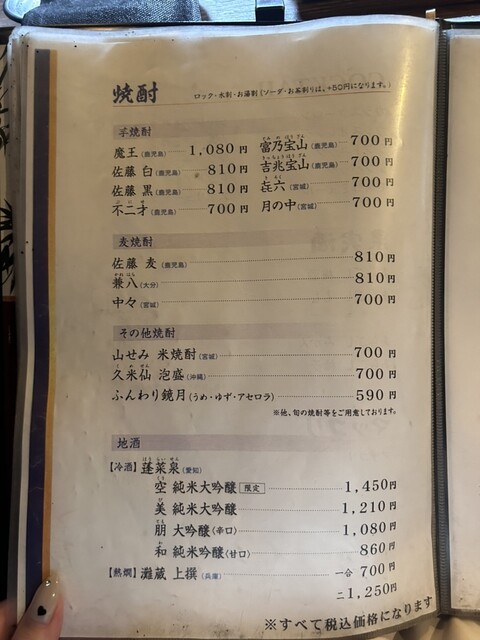 焼酎
ロック・水割・お湯割(ソーダ・お茶割りは、+80円になります。)
芋焼酎
魔王(鹿児島) 1,080円
佐藤 白(鹿児島) 810円
佐藤 黒(鹿児島) 810円
不二才(鹿児島) 700円
富乃宝山(鹿児島) 700円
吉兆宝山(鹿児島) 700円
㐂六(宮城) 700円
月の中(宮城) 700円
麦焼酎
佐藤 麦(鹿児島) 810円
兼八(大分) 810円
中々(宮城) 700円
その他焼酎
山せみ 米焼酎(宮城) 700円
久米仙 泡盛(沖縄) 700円
ふんわり鏡月(うめ・ゆず・アセロラ) 590円
※他、旬の焼酎等をご用意しております。
地酒
【冷酒】蓬莱泉(愛知)
空 純米大吟醸 限定 1,450円
美 純米大吟醸 1,210円
朋 大吟醸(辛口) 1,080円
和 純米吟醸(甘口) 860円
【熱燗】灘蔵 上撰(兵庫) 一合 700円
二 1,250円
※すべて税込価格になります